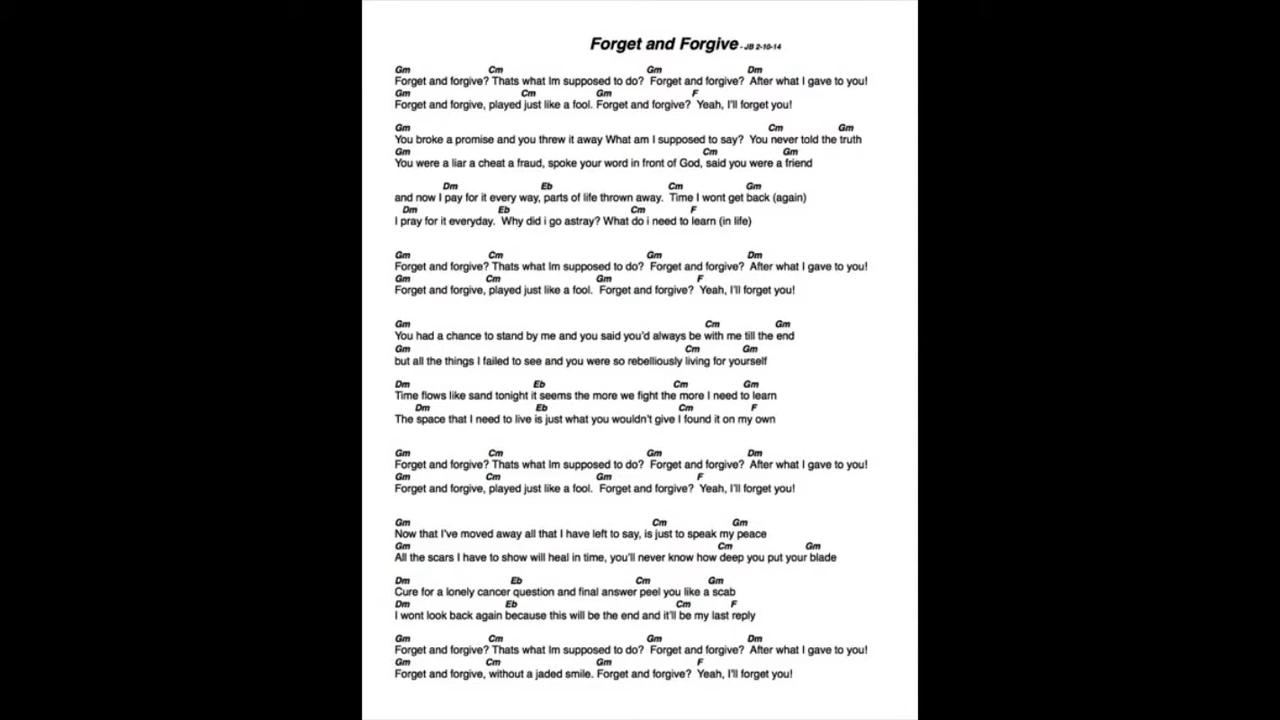 Forget and Forgive - JB 2-10-14
Gm Cm Gm Dm
Forget and forgive? Thats what Im supposed to do? Forget and forgive? After what I gave to you!
Gm Cm Gm F
Forget and forgive, played just like a fool. Forget and forgive? Yeah, I'll forget you!
Gm Cm Gm
You broke a promise and you threw it away What am I supposed to say? You never told the truth
Gm Cm Gm
You were a liar a cheat a fraud, spoke your word in front of God, said you were a friend
Dm Eb Cm Gm
and now I pay for it every way, parts of life thrown away. Time I wont get back (again)
Dm Eb Cm F
I pray for it everyday. Why did i go astray? What do i need to learn (in life)
Gm Cm Gm Dm
Forget and forgive? Thats what Im supposed to do? Forget and forgive? After what I gave to you!
Gm Cm Gm F
Forget and forgive, played just like a fool. Forget and forgive? Yeah, I'll forget you!
Gm Cm Gm
You had a chance to stand by me and you said you'd always be with me till the end
Gm Cm Gm
but all the things I failed to see and you were so rebelliously living for yourself
Dm Eb Cm Gm
Time flows like sand tonight it seems the more we fight the more I need to learn
Dm Eb Cm F
The space that I need to live is just what you wouldn't give I found it on my own
Gm Cm Gm Dm
Forget and forgive? Thats what Im supposed to do? Forget and forgive? After what I gave to you!
Gm Cm Gm F
Forget and forgive, played just like a fool. Forget and forgive? Yeah, I'll forget you!
Gm Cm Gm
Now that I've moved away all that I have left to say, is just to speak my peace
Gm Cm Gm
All the scars I have to show will heal in time, you'll never know how deep you put your blade
Dm Eb Cm Gm
Cure for a lonely cancer question and final answer peel you like a scab
Dm Eb Cm F
I wont look back again because this will be the end and it'll be my last reply
Gm Cm Gm Dm
Forget and forgive? Thats what Im supposed to do? Forget and forgive? After what I gave to you!
Gm Cm Gm F
Forget and forgive, without a jaded smile. Forget and forgive? Yeah, I'll forget you!